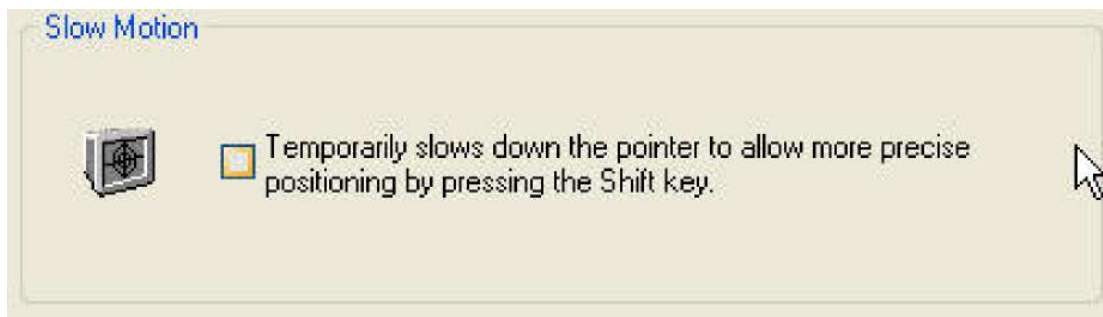 Slow Motion
Temporarily slows down the pointer to allow more precise
positioning by pressing the Shift key.